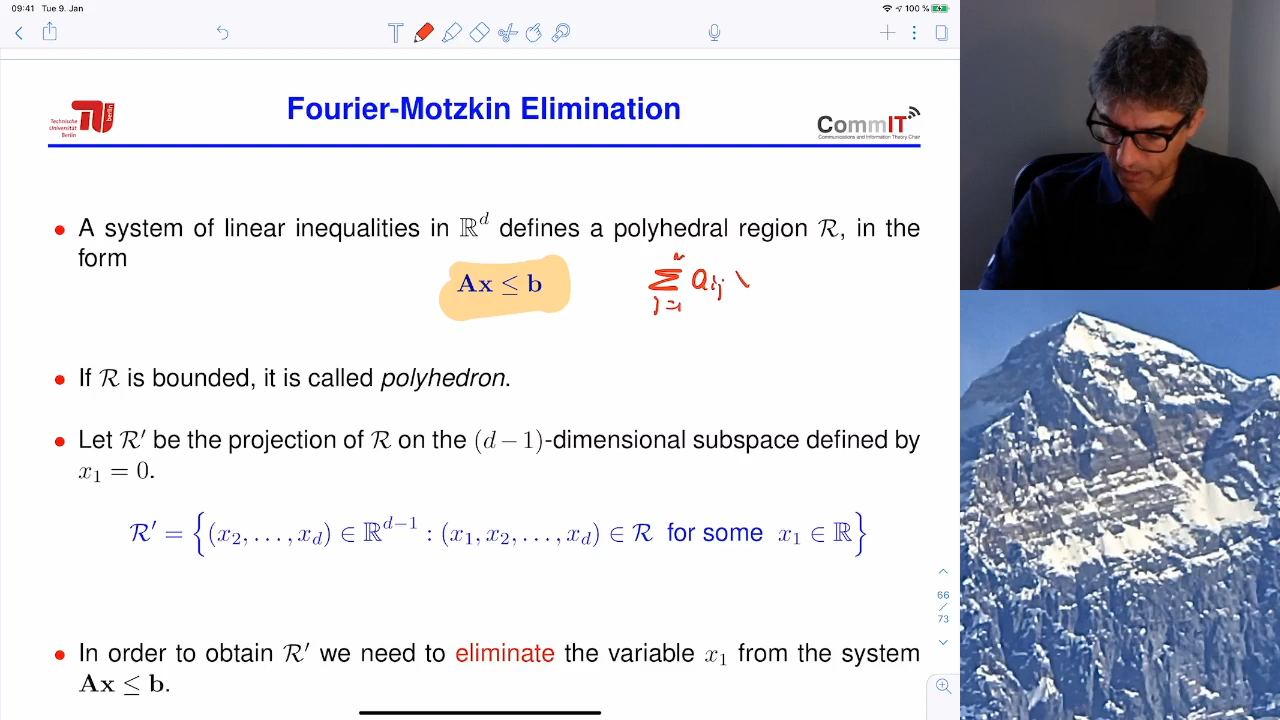 09:41 Tue 9. Jan
100 %
Fourier-Motzkin Elimination
Technische
Universität
Berlin
berlin
CommIT
Communications and Information Theory Chair
• A system of linear inequalities in ℝ^d defines a polyhedral region ℛ, in the
form
Ax ≤ b
∑_{j=1}^{n} a_{ij} \
• If ℛ is bounded, it is called polyhedron.
• Let ℛ′ be the projection of ℛ on the (d − 1)-dimensional subspace defined by
x₁ = 0.
ℛ′ = {(x₂, . . . , x_d) ∈ ℝ^{d−1} : (x₁, x₂, . . . , x_d) ∈ ℛ for some x₁ ∈ ℝ}
66
/
73
• In order to obtain ℛ′ we need to eliminate the variable x₁ from the system
Ax ≤ b.